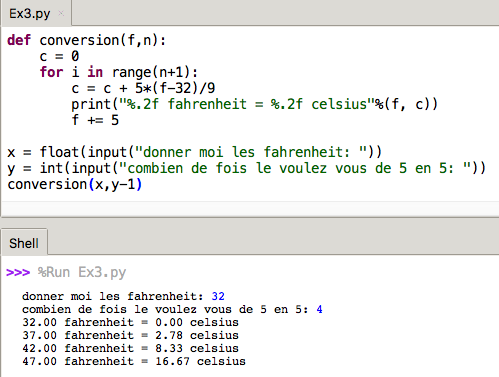 Ex3.py ×
def conversion(f,n):
    c = 0
    for i in range(n+1):
        c = c + 5*(f-32)/9
        print("%.2f fahrenheit = %.2f celsius"%(f, c))
        f += 5
x = float(input("donner moi les fahrenheit: "))
y = int(input("combien de fois le voulez vous de 5 en 5: "))
conversion(x,y-1)
Shell
>>> %Run Ex3.py
donner moi les fahrenheit: 32
combien de fois le voulez vous de 5 en 5: 4
32.00 fahrenheit = 0.00 celsius
37.00 fahrenheit = 2.78 celsius
42.00 fahrenheit = 8.33 celsius
47.00 fahrenheit = 16.67 celsius